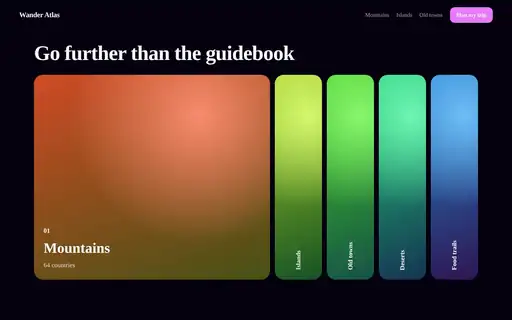 Wander Atlas
Mountains
Islands
Old towns
Plan my trip
Go further than the guidebook
01
Mountains
64 countries
Islands
Old towns
Deserts
Food trails